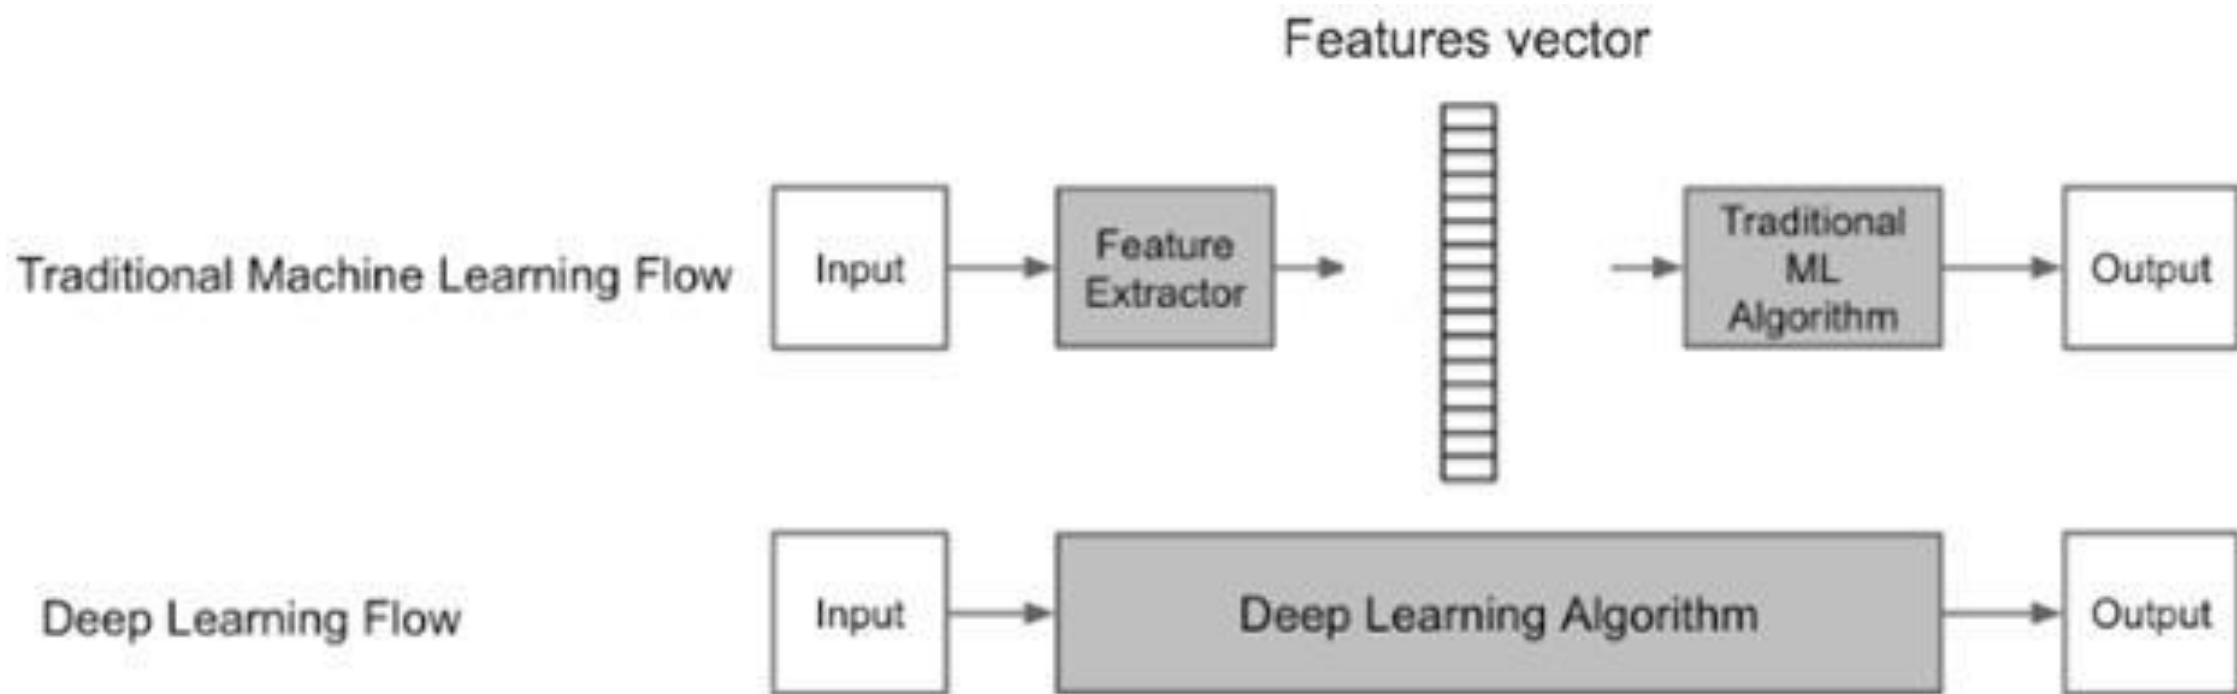 Features vector
Traditional Machine Learning Flow
Input
Feature
Extractor
Traditional
ML
Algorithm
Output
Deep Learning Flow
Input
Deep Learning Algorithm
Output